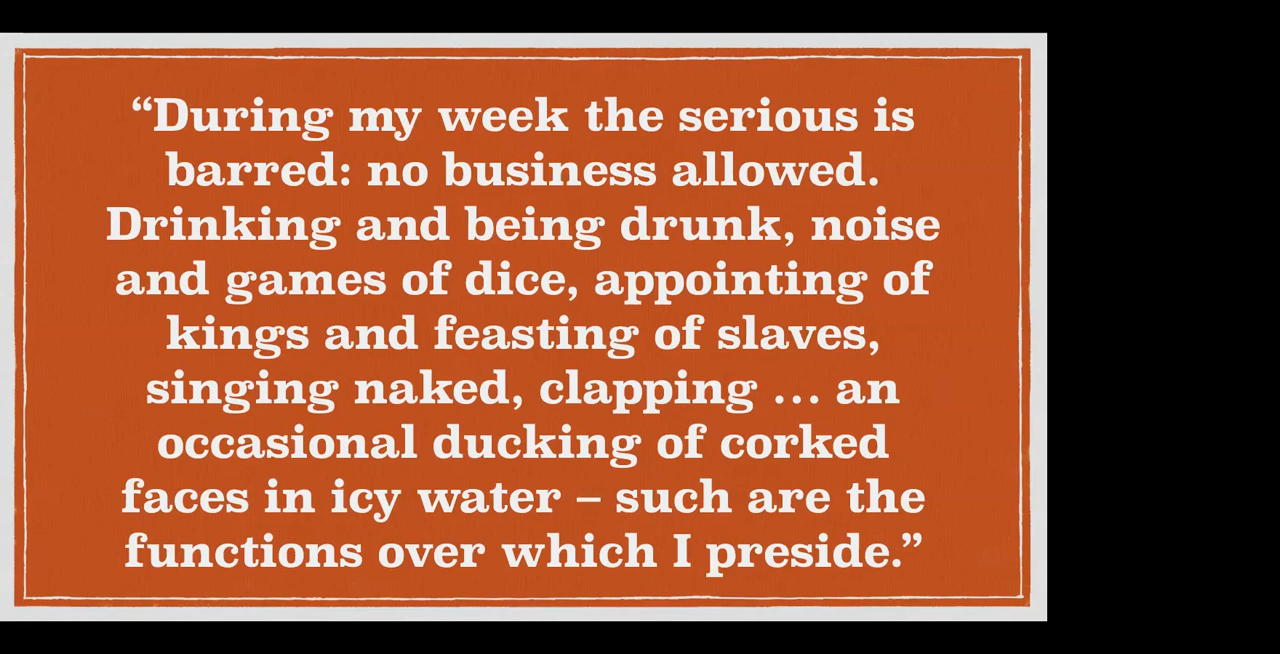 “During my week the serious is
barred: no business allowed.
Drinking and being drunk, noise
and games of dice, appointing of
kings and feasting of slaves,
singing naked, clapping … an
occasional ducking of corked
faces in icy water – such are the
functions over which I preside.”